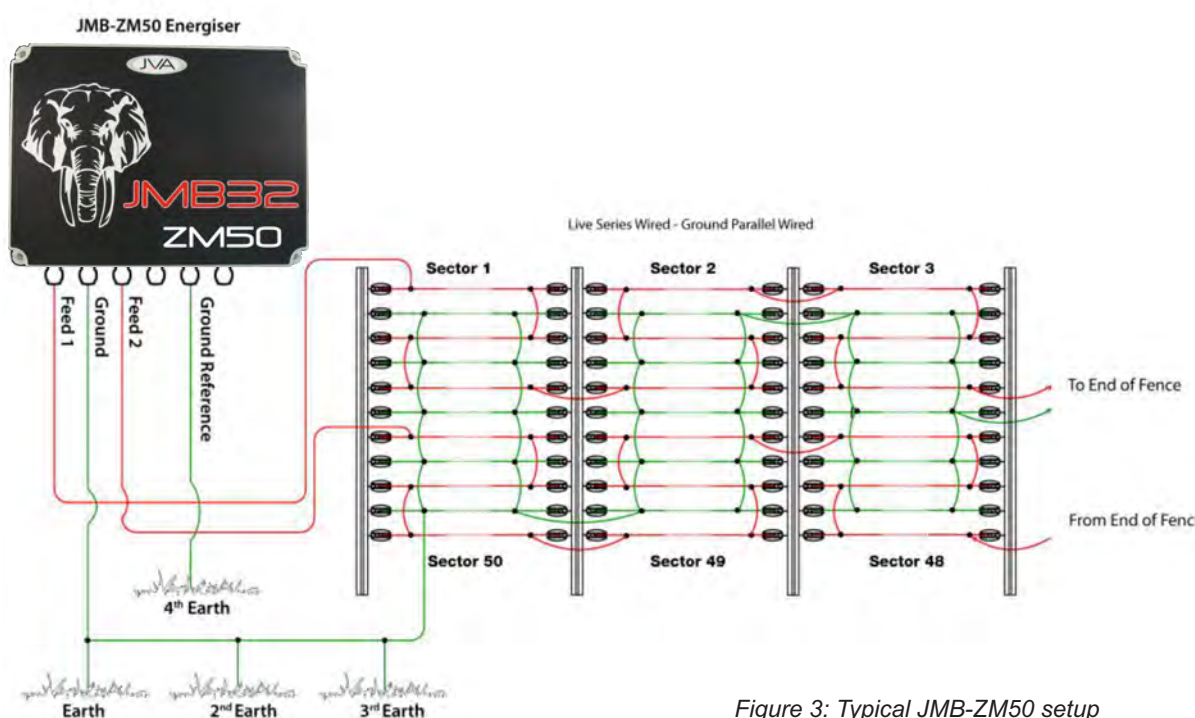 JMB-ZM50 Energiser
JVA
JMB32
ZM50
Feed 1
Ground
Feed 2
Ground Reference
Live Series Wired - Ground Parallel Wired
Sector 1
Sector 2
Sector 3
To End of Fence
From End of Fenc
Sector 50
Sector 49
Sector 48
4th Earth
Earth
2nd Earth
3rd Earth
Figure 3: Typical JMB-ZM50 setup